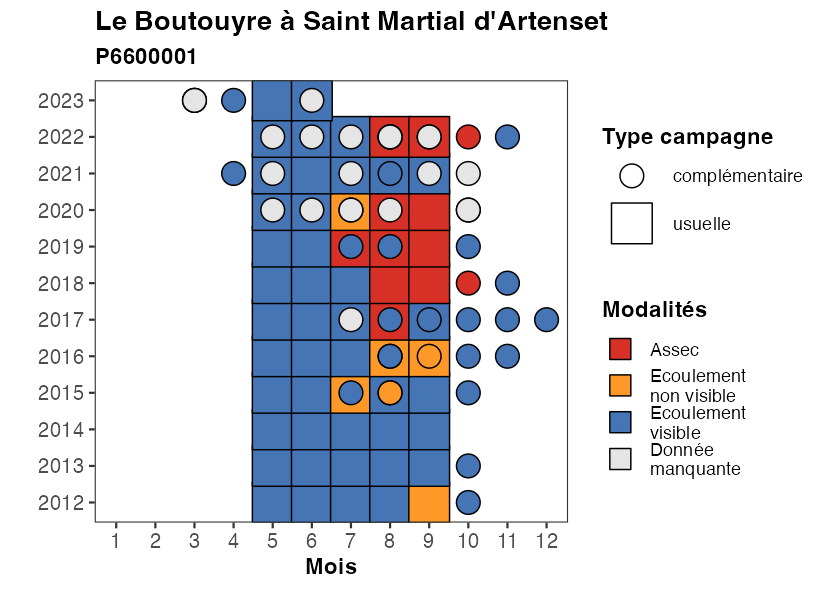 Le Boutouyre à Saint Martial d'Artenset
P6600001
2023
2022
2021
2020
2019
2018
2017
2016
2015
2014
2013
2012
1 2 3 4 5 6 7 8 9 10 11 12
Mois
Type campagne
complémentaire
usuelle
Modalités
Assec
Ecoulement
non visible
Ecoulement
visible
Donnée
manquante